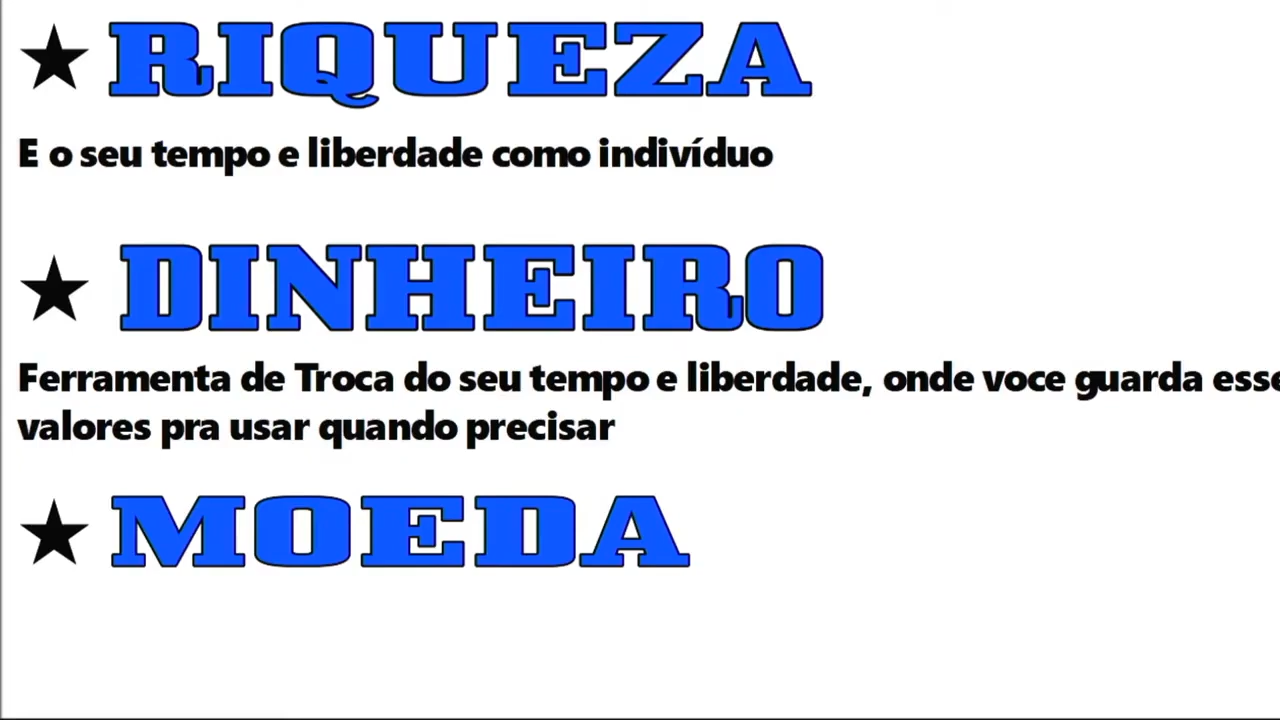 ★ RIQUEZA
E o seu tempo e liberdade como indivíduo
★ DINHEIRO
Ferramenta de Troca do seu tempo e liberdade, onde voce guarda esse
valores pra usar quando precisar
★ MOEDA